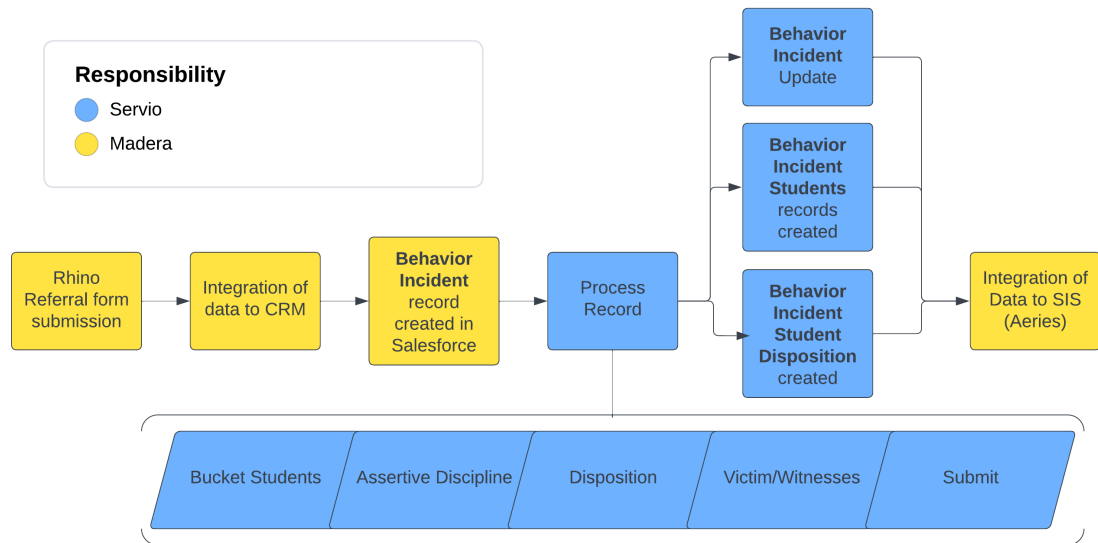 Responsibility
Servio
Madera
Behavior
Incident
Update
Behavior
Incident
Students
records
created
Rhino
Referral form
submission
Integration of
data to CRM
Behavior
Incident
record
created in
Salesforce
Process
Record
Behavior
Incident
Student
Disposition
created
Integration of
Data to SIS
(Aeries)
Bucket Students
Assertive Discipline
Disposition
Victim/Witnesses
Submit